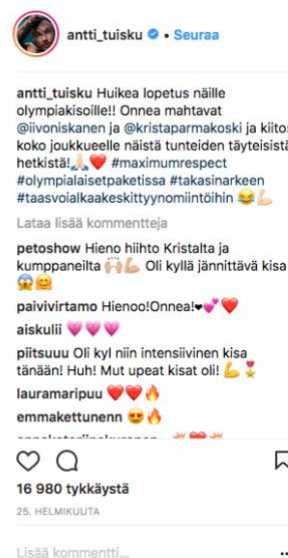 antti_tuisku • Seuraa
antti_tuisku Huikea lopetus näille
olympiakisoille!! Onnea mahtavat
@iivoniskanen ja @kristaparmakoski ja kiitos
koko joukkueelle näistä tunteiden täyteisistä
hetkistä!🙏🏻❤️ #maximumrespect
#olympialaisetpaketissa #takasinarkeen
#taasvoialkaakeskittyynomiintöihin 😂💪🏻
Lataa lisää kommentteja
petoshow Hieno hiihto Kristalta ja
kumppaneilta 🙌🏼💪🏼 Oli kyllä jännittävä kisa
😱🤗
paivivirtamo Hienoo!Onnea!❤💕❤️
aiskulii 💗💗💗
piitsuuu Oli kyl niin intensiivinen kisa
tänään! Huh! Mut upeat kisat oli! 💪🎖
lauramaripuu ❤️❤️🔥
emmakettunenn 😍🔥
16 980 tykkäystä
25. HELMIKUUTA
Lisää kommentti...